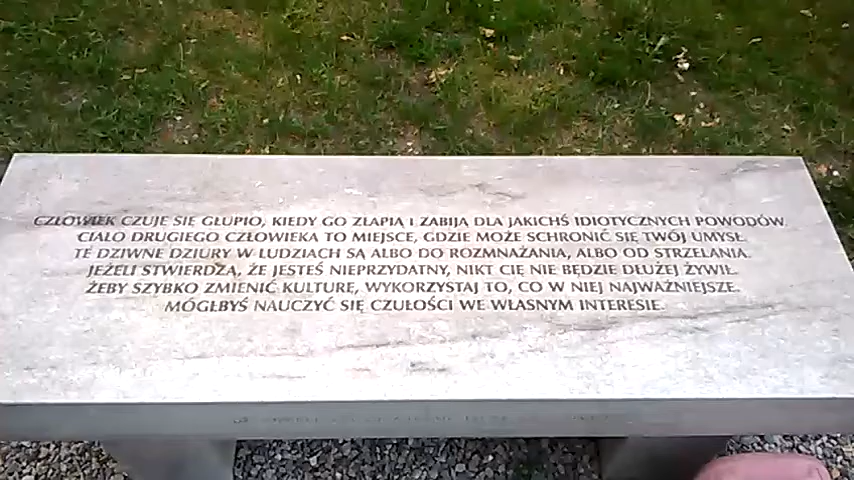 CZŁOWIEK CZUJE SIĘ GŁUPIO, KIEDY GO ZŁAPIĄ I ZABIJĄ DLA JAKICHŚ IDIOTYCZNYCH POWODÓW.
CIAŁO DRUGIEGO CZŁOWIEKA TO MIEJSCE, GDZIE MOŻE SCHRONIĆ SIĘ TWÓJ UMYSŁ.
TE DZIWNE DZIURY W LUDZIACH SĄ ALBO DO ROZMNAŻANIA, ALBO OD STRZELANIA.
JEŻELI STWIERDZĄ, ŻE JESTEŚ NIEPRZYDATNY, NIKT CIĘ NIE BĘDZIE DŁUŻEJ ŻYWIŁ.
ŻEBY SZYBKO ZMIENIĆ KULTURĘ, WYKORZYSTAJ TO, CO W NIEJ NAJWAŻNIEJSZE.
MÓGŁBYŚ NAUCZYĆ SIĘ CZUŁOŚCI WE WŁASNYM INTERESIE.